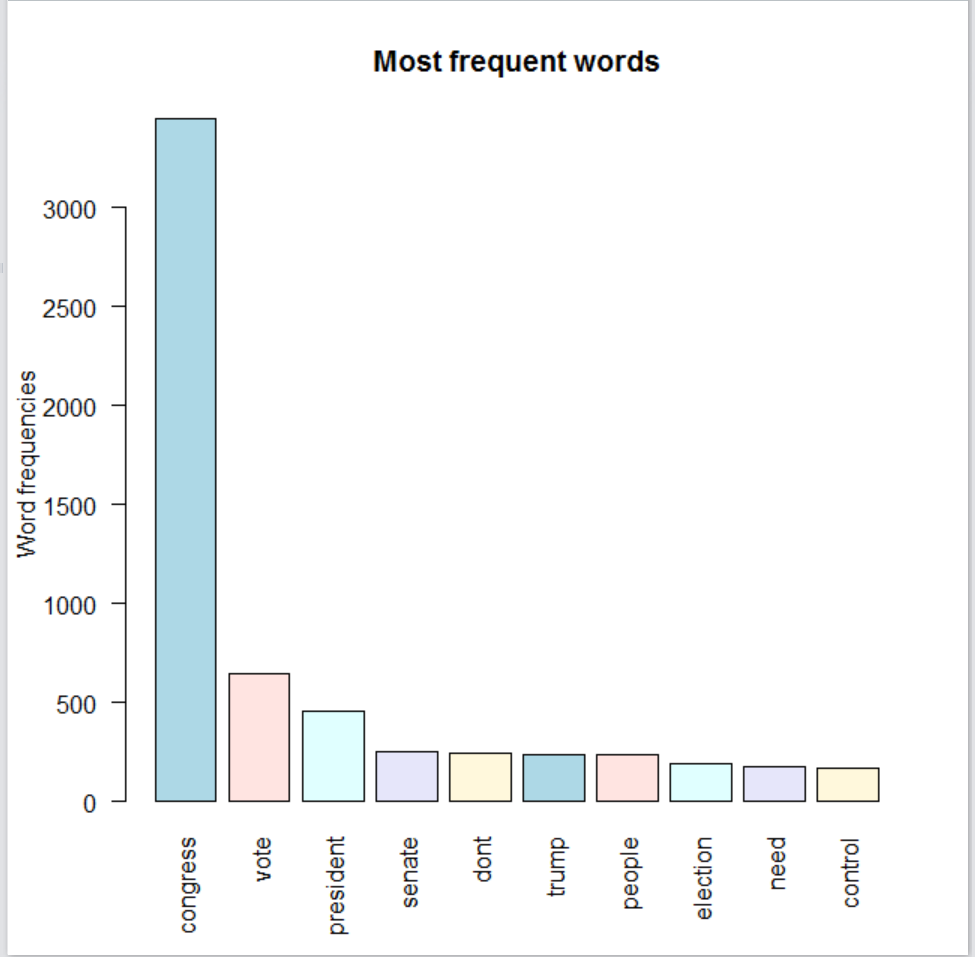 Most frequent words
Word frequencies
3000
2500
2000
1500
1000
500
0
congress
vote
president
senate
dont
trump
people
election
need
control